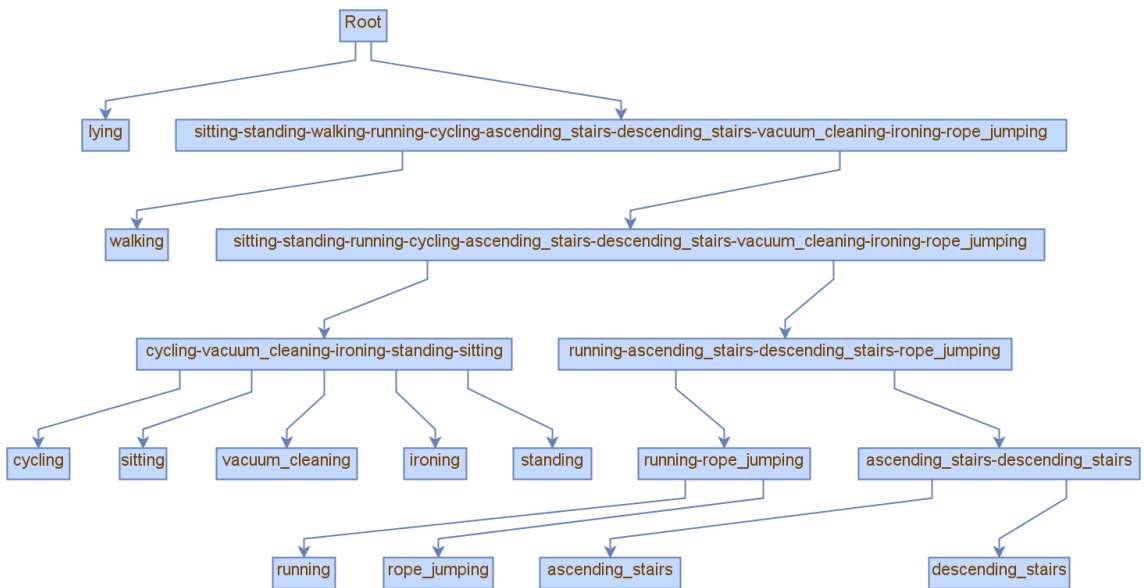 Root
lying
sitting-standing-walking-running-cycling-ascending_stairs-descending_stairs-vacuum_cleaning-ironing-rope_jumping
walking
sitting-standing-running-cycling-ascending_stairs-descending_stairs-vacuum_cleaning-ironing-rope_jumping
cycling-vacuum_cleaning-ironing-standing-sitting
running-ascending_stairs-descending_stairs-rope_jumping
cycling
sitting
vacuum_cleaning
ironing
standing
running-rope_jumping
ascending_stairs-descending_stairs
running
rope_jumping
ascending_stairs
descending_stairs